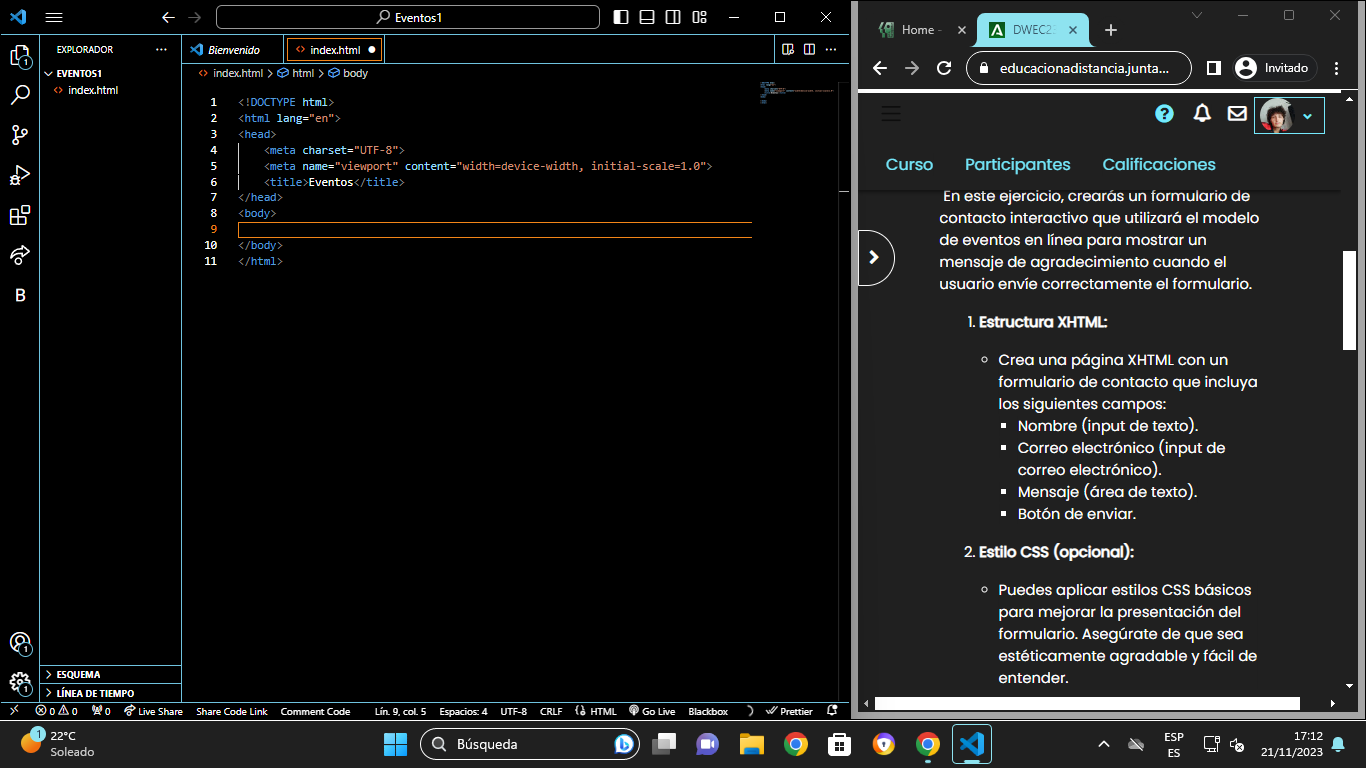 Eventos1
EXPLORADOR
EVENTOS1
index.html
ESQUEMA
LÍNEA DE TIEMPO
Bienvenido
index.html
index.html > html > body
1 <!DOCTYPE html>
2 <html lang="en">
3 <head>
4 <meta charset="UTF-8">
5 <meta name="viewport" content="width=device-width, initial-scale=1.0">
6 <title>Eventos</title>
7 </head>
8 <body>
9
10 </body>
11 </html>
1
B
1
1
0 0 0 Live Share Share Code Link Comment Code Lín. 9, col. 5 Espacios: 4 UTF-8 CRLF {} HTML Go Live Blackbox Prettier
Home - DWEC2
educacionadistancia.junta... Invitado
Curso Participantes Calificaciones
En este ejercicio, crearás un formulario de
contacto interactivo que utilizará el modelo
de eventos en línea para mostrar un
mensaje de agradecimiento cuando el
usuario envíe correctamente el formulario.
1. Estructura XHTML:
Crea una página XHTML con un
formulario de contacto que incluya
los siguientes campos:
Nombre (input de texto).
Correo electrónico (input de
correo electrónico).
Mensaje (área de texto).
Botón de enviar.
2. Estilo CSS (opcional):
Puedes aplicar estilos CSS básicos
para mejorar la presentación del
formulario. Asegúrate de que sea
estéticamente agradable y fácil de
entender.
1
22°C
Soleado
Búsqueda
ESP
ES
17:12
21/11/2023